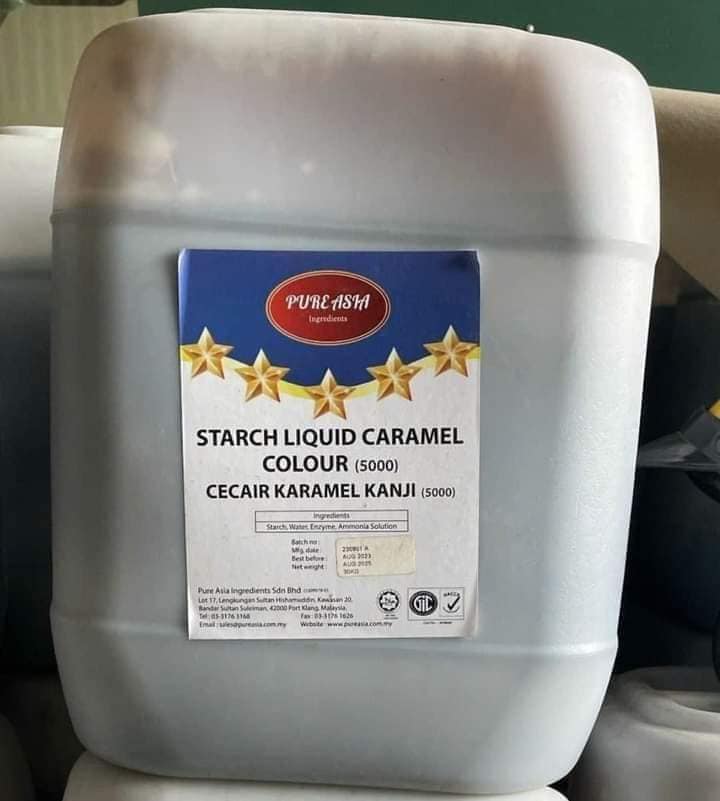 PURE ASIA
Ingredients
STARCH LIQUID CARAMEL
COLOUR (5000)
CECAIR KARAMEL KANJI (5000)
Ingredients
Starch, Water, Enzyme, Ammonia Solution
Batch no :
Mfg. date :
Best before :
Net weight :
230801 A
AUG 2023
AUG 2025
30KG
Pure Asia Ingredients Sdn Bhd
Lot 17, Lengkungan Sultan Hishamuddin, Kawasan 20,
Bandar Sultan Suleiman, 42000 Port Klang, Malaysia.
Tel : 03-3176 3168 Fax : 03-3176 1626
Email : sales@pureasia.com.my Website : www.pureasia.com.my
GIC
HACCP